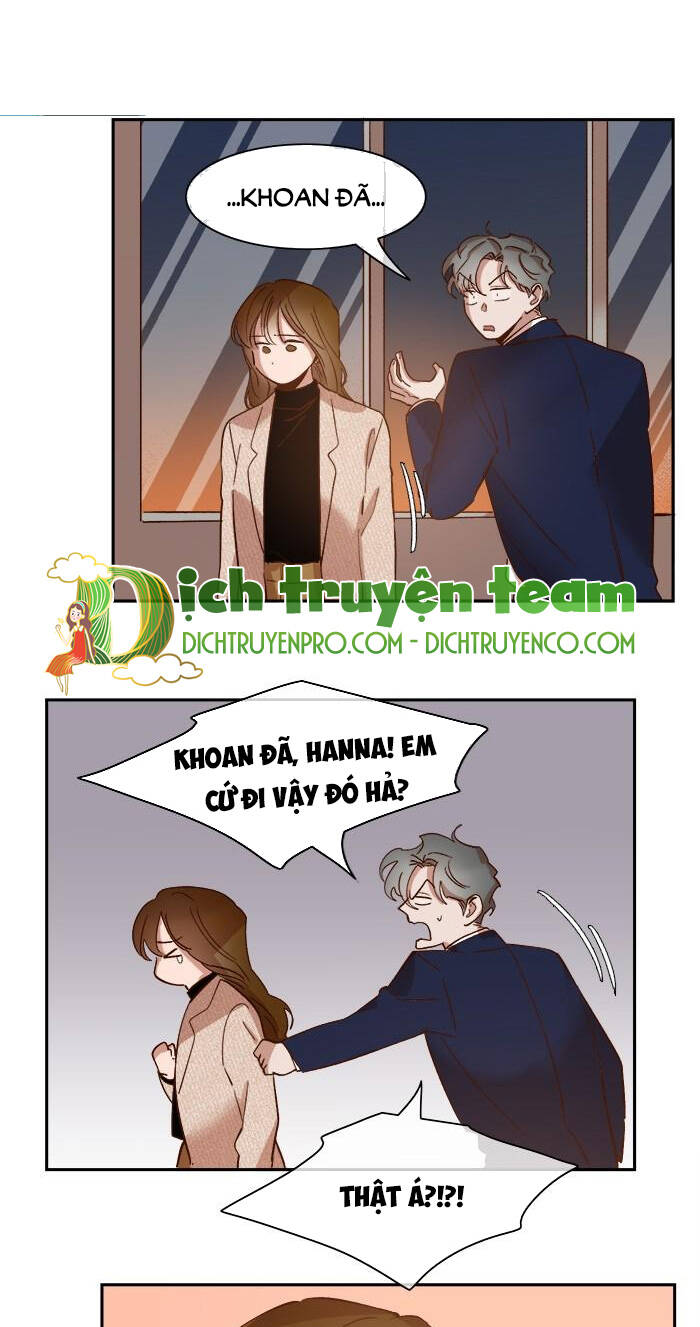 ...KHOAN ĐÃ...
Dịch truyện team
DICHTRUYENPRO.COM - DICHTRUYENCO.COM
KHOAN ĐÃ, HANNA! EM
CỨ ĐI VẬY ĐÓ HẢ?
THẬT Á?!?!